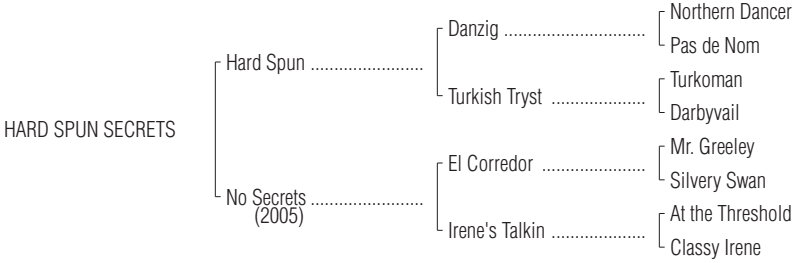 Northern Dancer
Danzig ..............................
Pas de Nom
Hard Spun ........................
Turkoman
Turkish Tryst ....................
Darbyvail
HARD SPUN SECRETS
Mr. Greeley
El Corredor ......................
Silvery Swan
No Secrets ........................
(2005)
At the Threshold
Irene's Talkin ....................
Classy Irene